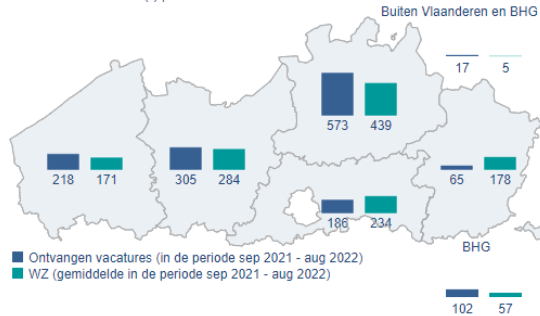 Buiten Vlaanderen en BHG
17 5
573 439
218 171
305 284
65 178
186 234
BHG
Ontvangen vacatures (in de periode sep 2021 - aug 2022)
WZ (gemiddelde in de periode sep 2021 - aug 2022)
102 57